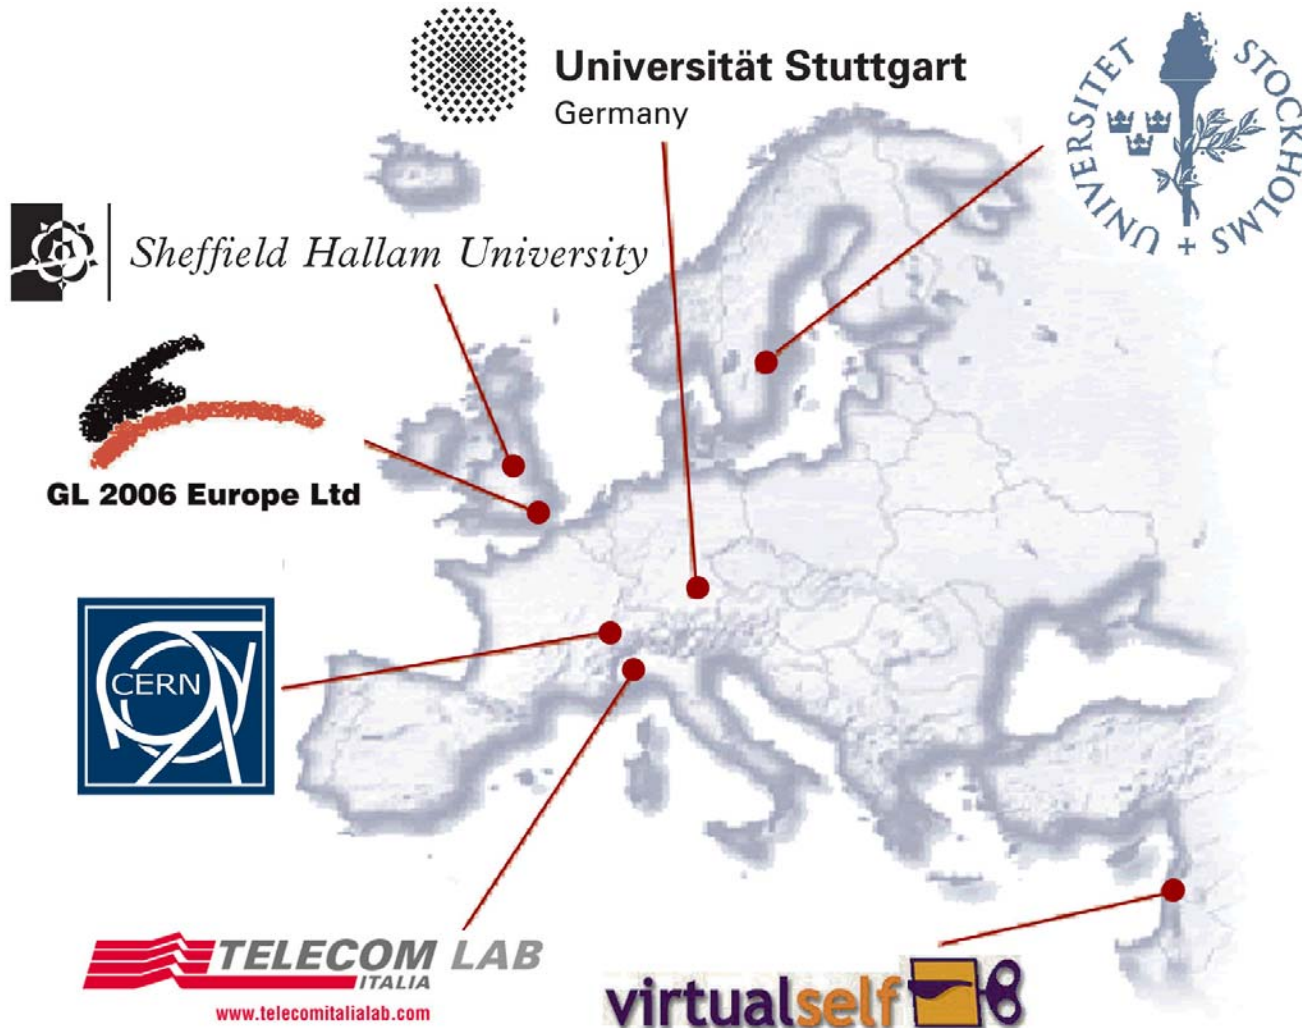 Universität Stuttgart
Germany
UNIVERSITET STOCKHOLMS +
Sheffield Hallam University
GL 2006 Europe Ltd
CERN
TELECOM LAB
ITALIA
www.telecomitalialab.com
virtualself